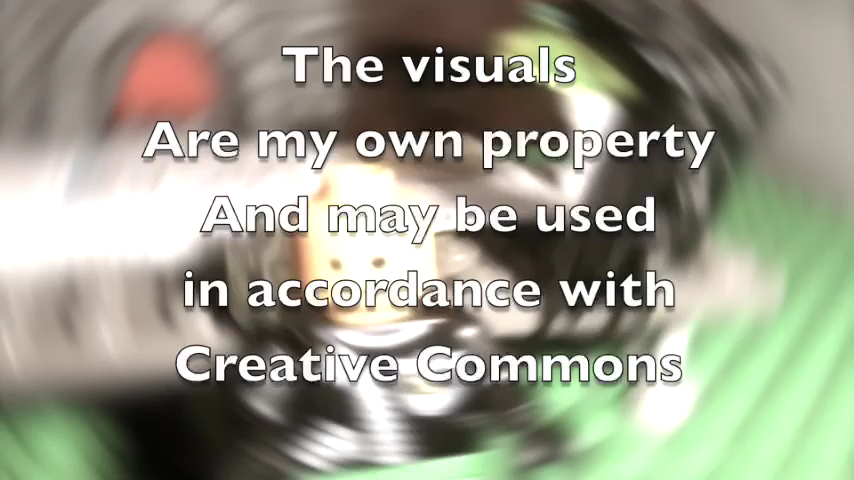 The visuals
Are my own property
And may be used
in accordance with
Creative Commons